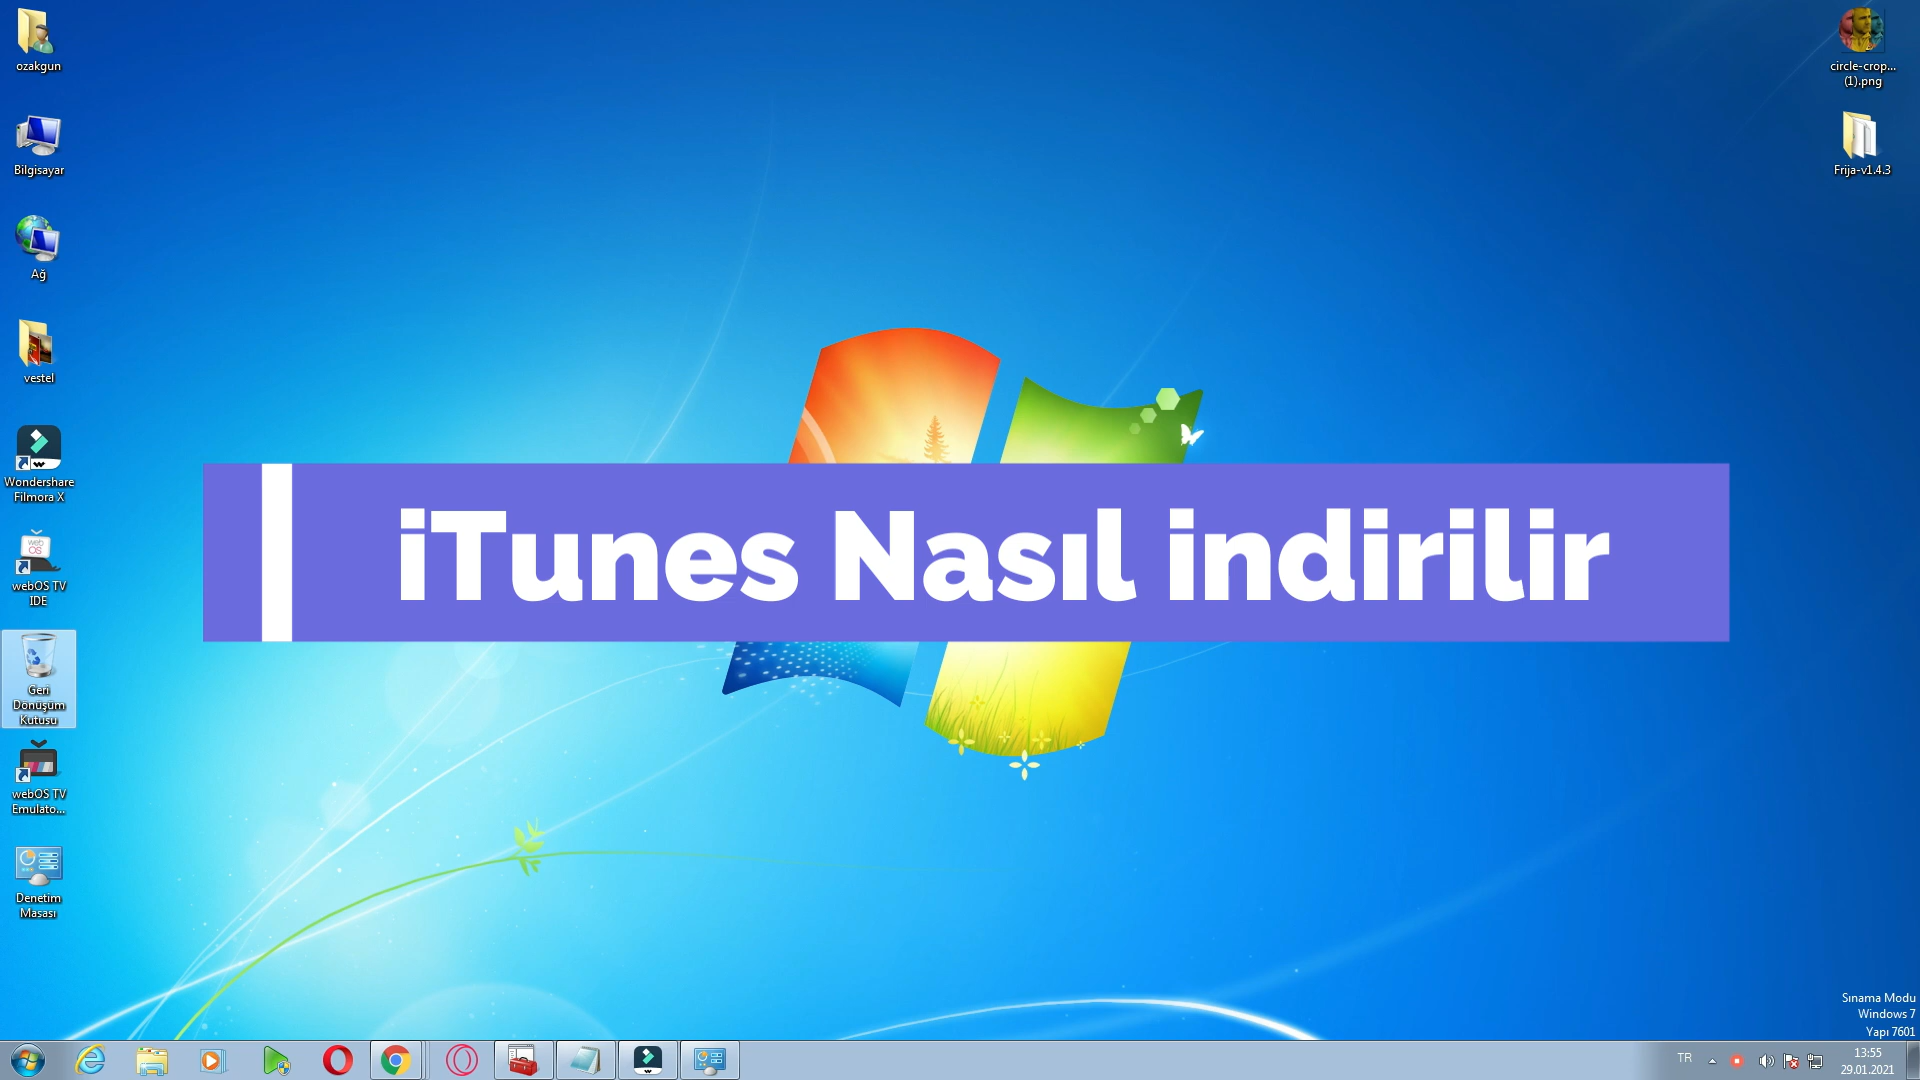 ozakgun
Bilgisayar
Ağ
vestel
Wondershare
Filmora X
web
OS
webOS TV
IDE
Geri
Dönüşüm
Kutusu
webOS TV
Emulato...
Denetim
Masası
circle-crop...
(1).png
Frija-v1.4.3
iTunes Nasıl indirilir
Sınama Modu
Windows 7
Yapı 7601
TR
13:55
29.01.2021